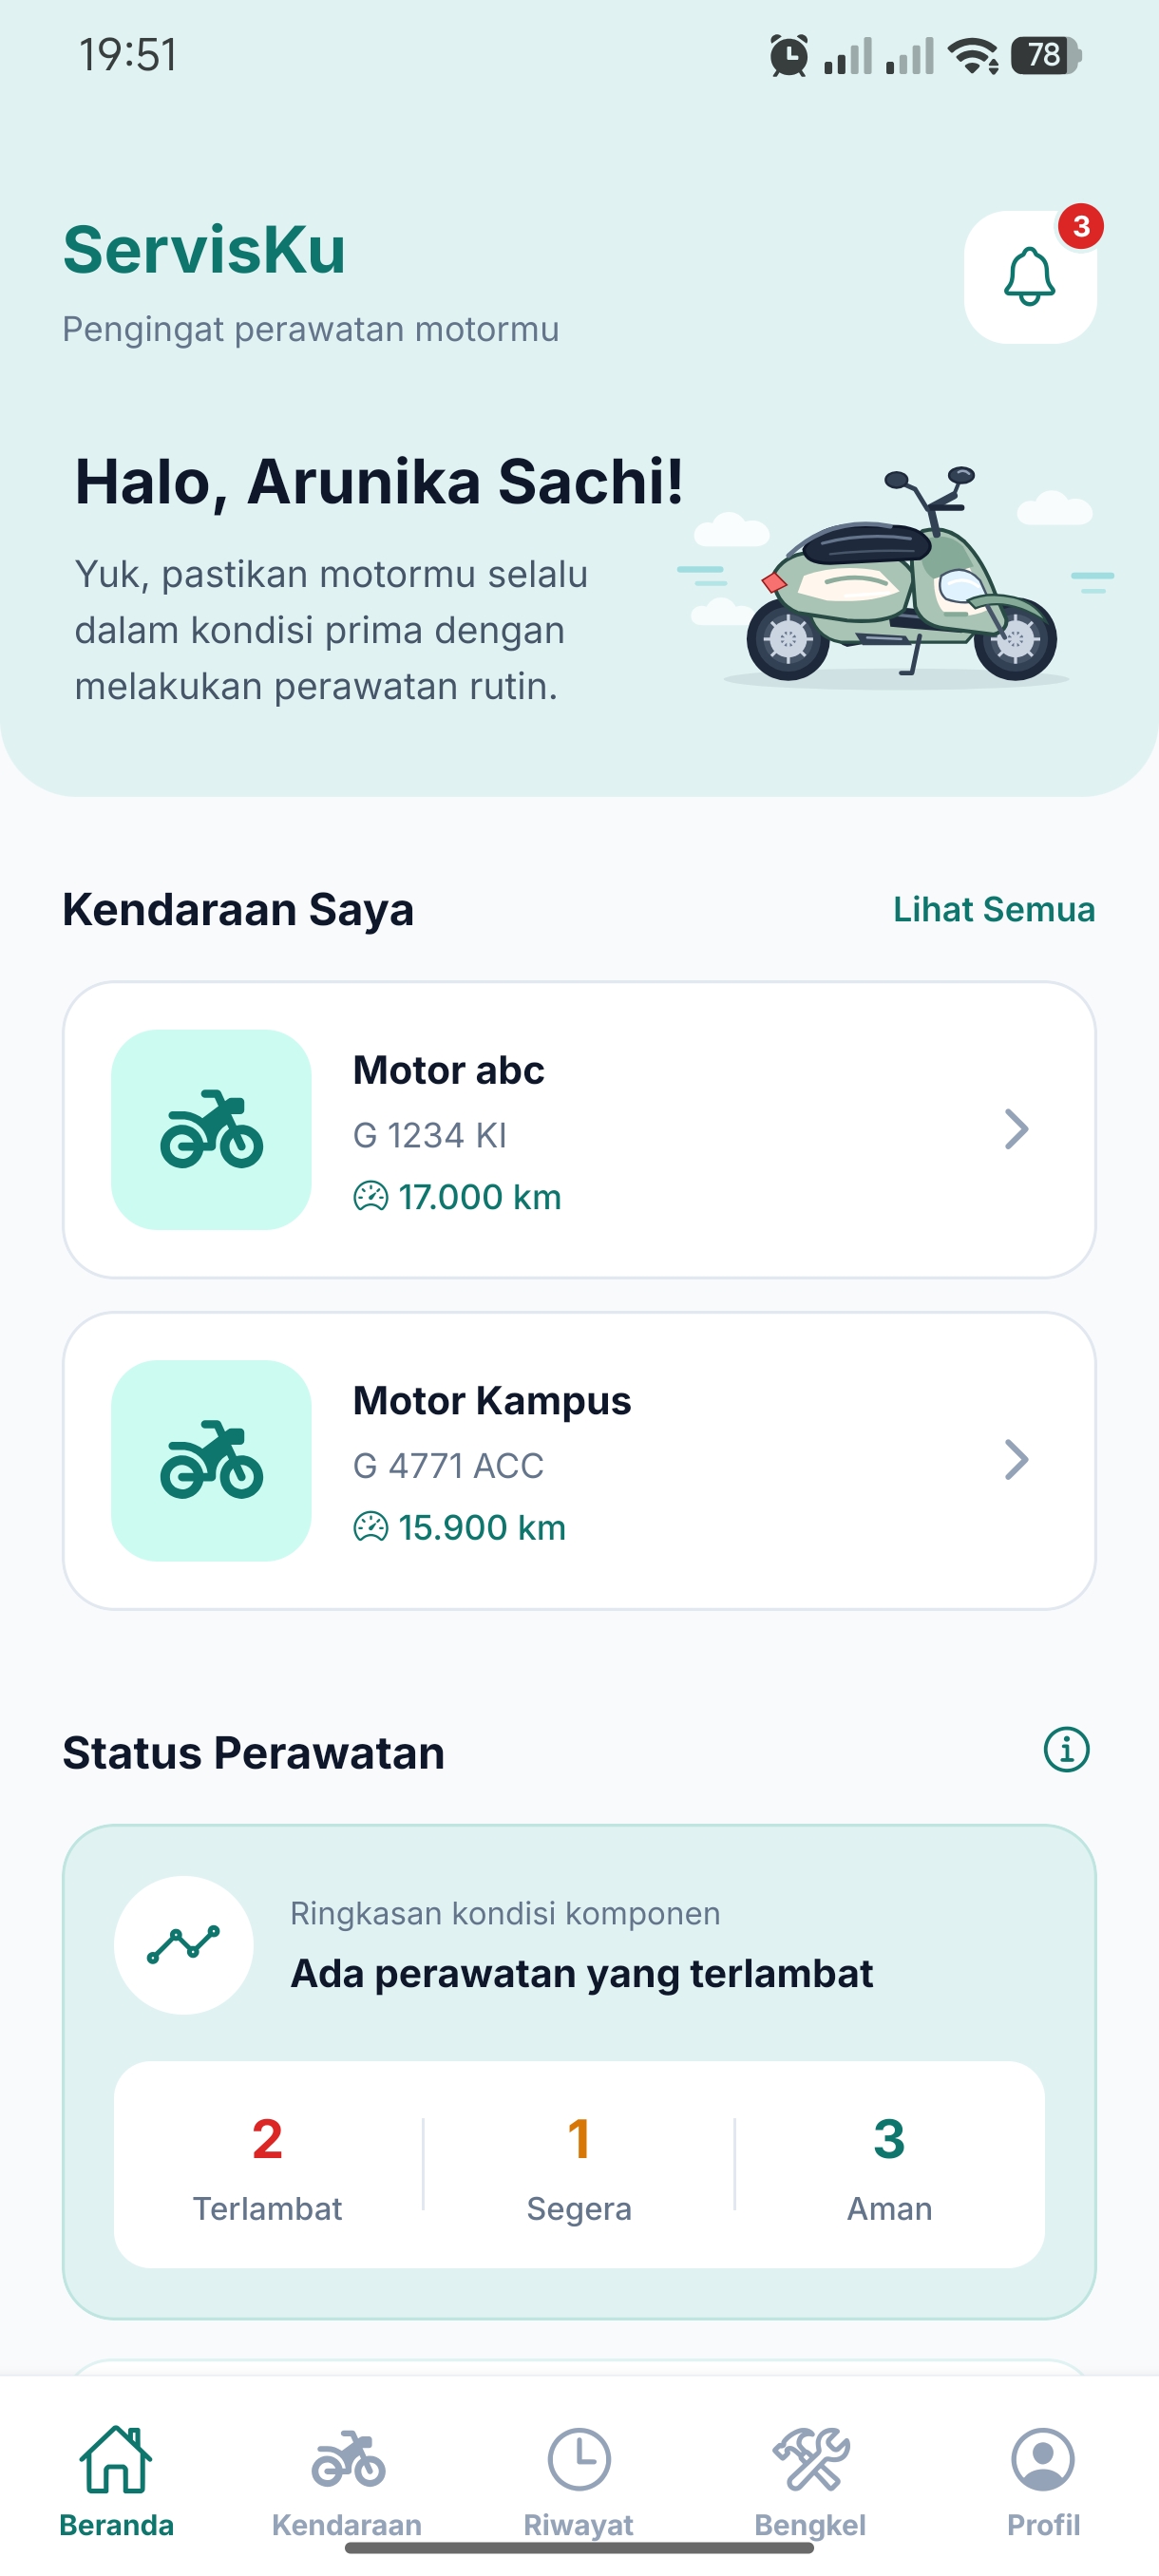 19:51
78
ServisKu
3
Pengingat perawatan motormu
Halo, Arunika Sachi!
Yuk, pastikan motormu selalu
dalam kondisi prima dengan
melakukan perawatan rutin.
Kendaraan Saya
Lihat Semua
Motor abc
G 1234 KI
17.000 km
Motor Kampus
G 4771 ACC
15.900 km
Status Perawatan
Ringkasan kondisi komponen
Ada perawatan yang terlambat
2
1
3
Terlambat
Segera
Aman
Beranda
Kendaraan
Riwayat
Bengkel
Profil